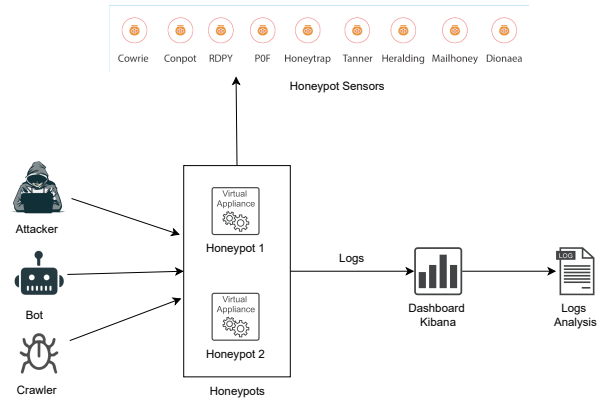 Cowrie Conpot RDPY P0F Honeytrap Tanner Heralding Mailhoney Dionaea
Honeypot Sensors
Virtual
Appliance
Honeypot 1
Attacker
Logs
LOG
Bot
Virtual
Appliance
Honeypot 2
Dashboard
Kibana
Logs
Analysis
Crawler
Honeypots